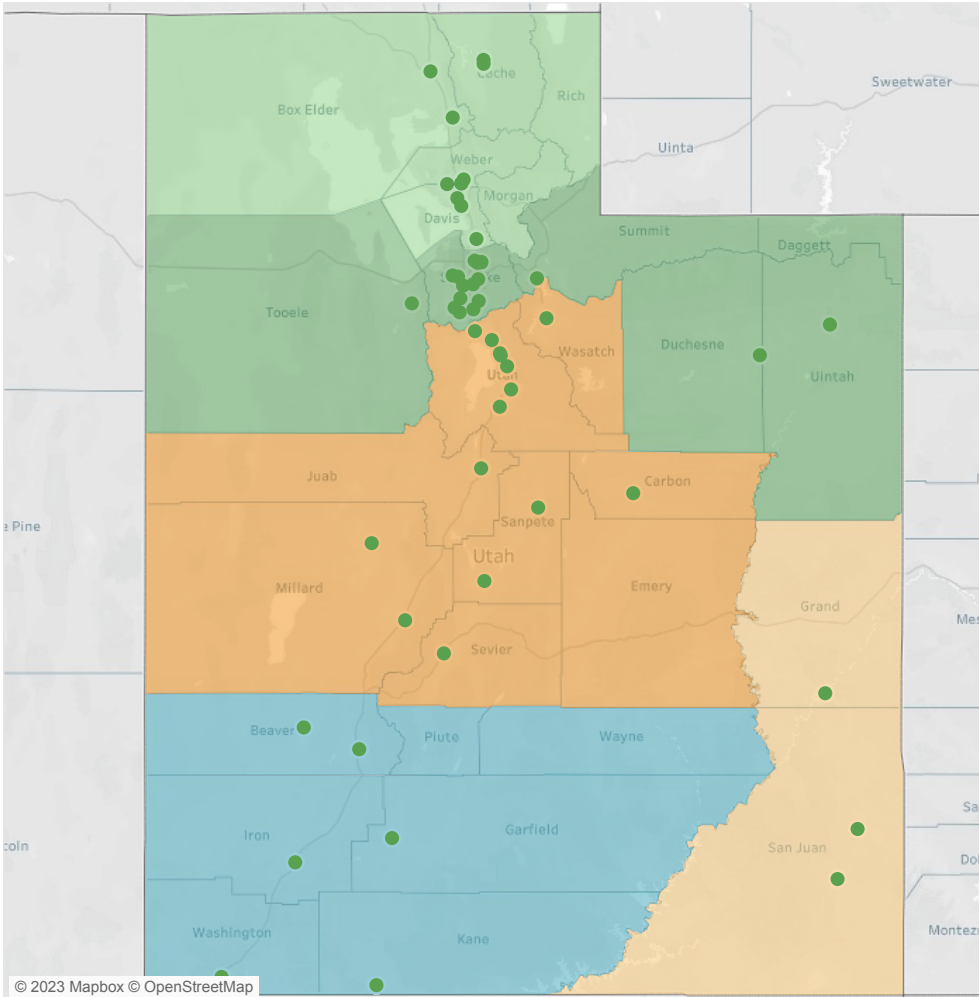 Cache
Sweetwater
Rich
Box Elder
Uinta
Weber
Morgan
Davis
Summit
Daggett
Tooele
Duchesne
Wasatch
Uintah
Utah
Juab
Carbon
Sanpete
e Pine
Utah
Millard
Emery
Grand
Mes
Sevier
Beaver
Piute
Wayne
Sa
Iron
Garfield
coln
San Juan
Do
Washington
Kane
Montez
© 2023 Mapbox © OpenStreetMap